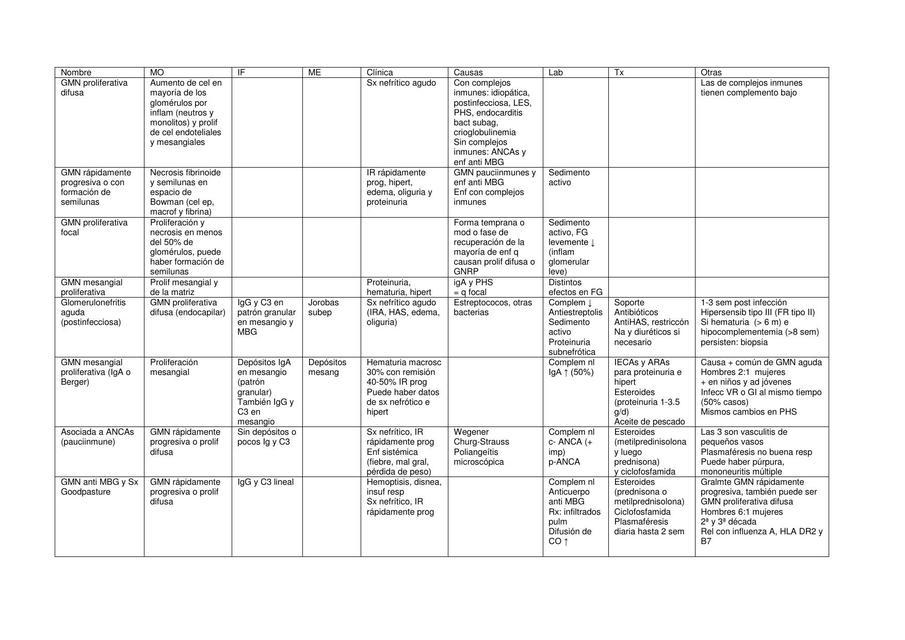 Nombre
MO
IF
ME
Clínica
Causas
Lab
Tx
Otras
GMN proliferativa
difusa
Aumento de cel en
mayoría de los
glomérulos por
inflam (neutros y
monolitos) y prolif
de cel endoteliales
y mesangiales
Sx nefrítico agudo
Con complejos
inmunes: idiopática,
postinfecciosa, LES,
PHS, endocarditis
bact subag,
crioglobulinemia
Sin complejos
inmunes: ANCAs y
enf anti MBG
Las de complejos inmunes
tienen complemento bajo
GMN rápidamente
progresiva o con
formación de
semilunas
Necrosis fibrinoide
y semilunas en
espacio de
Bowman (cel ep,
macrof y fibrina)
IR rápidamente
prog, hipert,
edema, oliguria y
proteinuria
GMN pauciinmunes y
enf anti MBG
Enf con complejos
inmunes
Sedimento
activo
GMN proliferativa
focal
Proliferación y
necrosis en menos
del 50% de
glomérulos, puede
haber formación de
semilunas
Forma temprana o
mod o fase de
recuperación de la
mayoría de enf q
causan prolif difusa o
GNRP
Sedimento
activo, FG
levemente ↓
(inflam
glomerular
leve)
GMN mesangial
proliferativa
Prolif mesangial y
de la matriz
Proteinuria,
hematuria, hipert
igA y PHS
= q focal
Distintos
efectos en FG
Glomerulonefritis
aguda
(postinfecciosa)
GMN proliferativa
difusa (endocapilar)
IgG y C3 en
patrón granular
en mesangio y
MBG
Jorobas
subep
Sx nefrítico agudo
(IRA, HAS, edema,
oliguria)
Estreptococos, otras
bacterias
Complem ↓
Antiestreptolis
Sedimento
activo
Proteinuria
subnefrótica
Soporte
Antibióticos
AntiHAS, restriccón
Na y diuréticos si
necesario
1-3 sem post infección
Hipersensib tipo III (FR tipo II)
Si hematuria (> 6 m) e
hipocomplementemia (>8 sem)
persisten: biopsia
GMN mesangial
proliferativa (IgA o
Berger)
Proliferación
mesangial
Depósitos IgA
en mesangio
(patrón
granular)
También IgG y
C3 en
mesangio
Depósitos
mesang
Hematuria macrosc
30% con remisión
40-50% IR prog
Puede haber datos
de sx nefrótico e
hipert
Complem nl
IgA ↑ (50%)
IECAs y ARAs
para proteinuria e
hipert
Esteroides
(proteinuria 1-3.5
g/d)
Aceite de pescado
Causa + común de GMN aguda
Hombres 2:1 mujeres
+ en niños y ad jóvenes
Infecc VR o GI al mismo tiempo
(50% casos)
Mismos cambios en PHS
Asociada a ANCAs
(pauciinmune)
GMN rápidamente
progresiva o prolif
difusa
Sin depósitos o
pocos Ig y C3
Sx nefrítico, IR
rápidamente prog
Enf sistémica
(fiebre, mal gral,
pérdida de peso)
Wegener
Churg-Strauss
Poliangeítis
microscópica
Complem nl
c- ANCA (+
imp)
p-ANCA
Esteroides
(metilpredinisolona
y luego
prednisona)
y ciclofosfamida
Las 3 son vasculitis de
pequeños vasos
Plasmaféresis no buena resp
Puede haber púrpura,
mononeuritis múltiple
GMN anti MBG y Sx
Goodpasture
GMN rápidamente
progresiva o prolif
difusa
IgG y C3 lineal
Hemoptisis, disnea,
insuf resp
Sx nefrítico, IR
rápidamente prog
Complem nl
Anticuerpo
anti MBG
Rx: infiltrados
pulm
Difusión de
CO ↑
Esteroides
(prednisona o
metilprednisolona)
Ciclofosfamida
Plasmaféresis
diaria hasta 2 sem
Gralmte GMN rápidamente
progresiva, también puede ser
GMN proliferativa difusa
Hombres 6:1 mujeres
2ª y 3ª década
Rel con influenza A, HLA DR2 y
B7